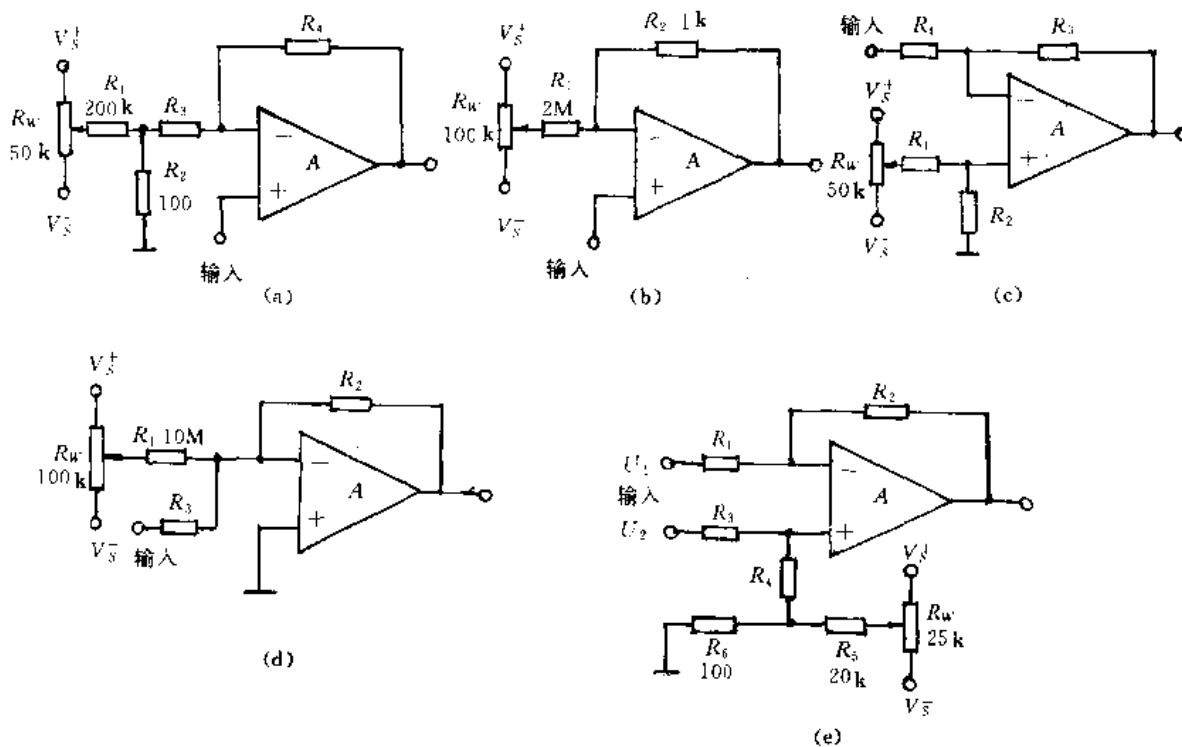 V_S^+
R_W
50 k
V_S^-
R_1
200 k
R_3
R_2
100
R_4
−
+
A
输入
(a)
V_S^+
R_W
100 k
V_S^-
2M
R_2 1 k
-
+
A
输入
(b)
输入
R_4
R_3
V_S^+
R_W
50 k
V_S^-
R_1
R_2
−
+
A
(c)
V_S^+
R_W
100 k
V_S^-
R_1 10M
R_3
输入
R_2
−
+
A
(d)
U_1
输入
U_2
R_1
R_2
R_3
−
+
A
R_4
R_6
100
R_5
20 k
V_S^+
R_W
25 k
V_S^-
(e)